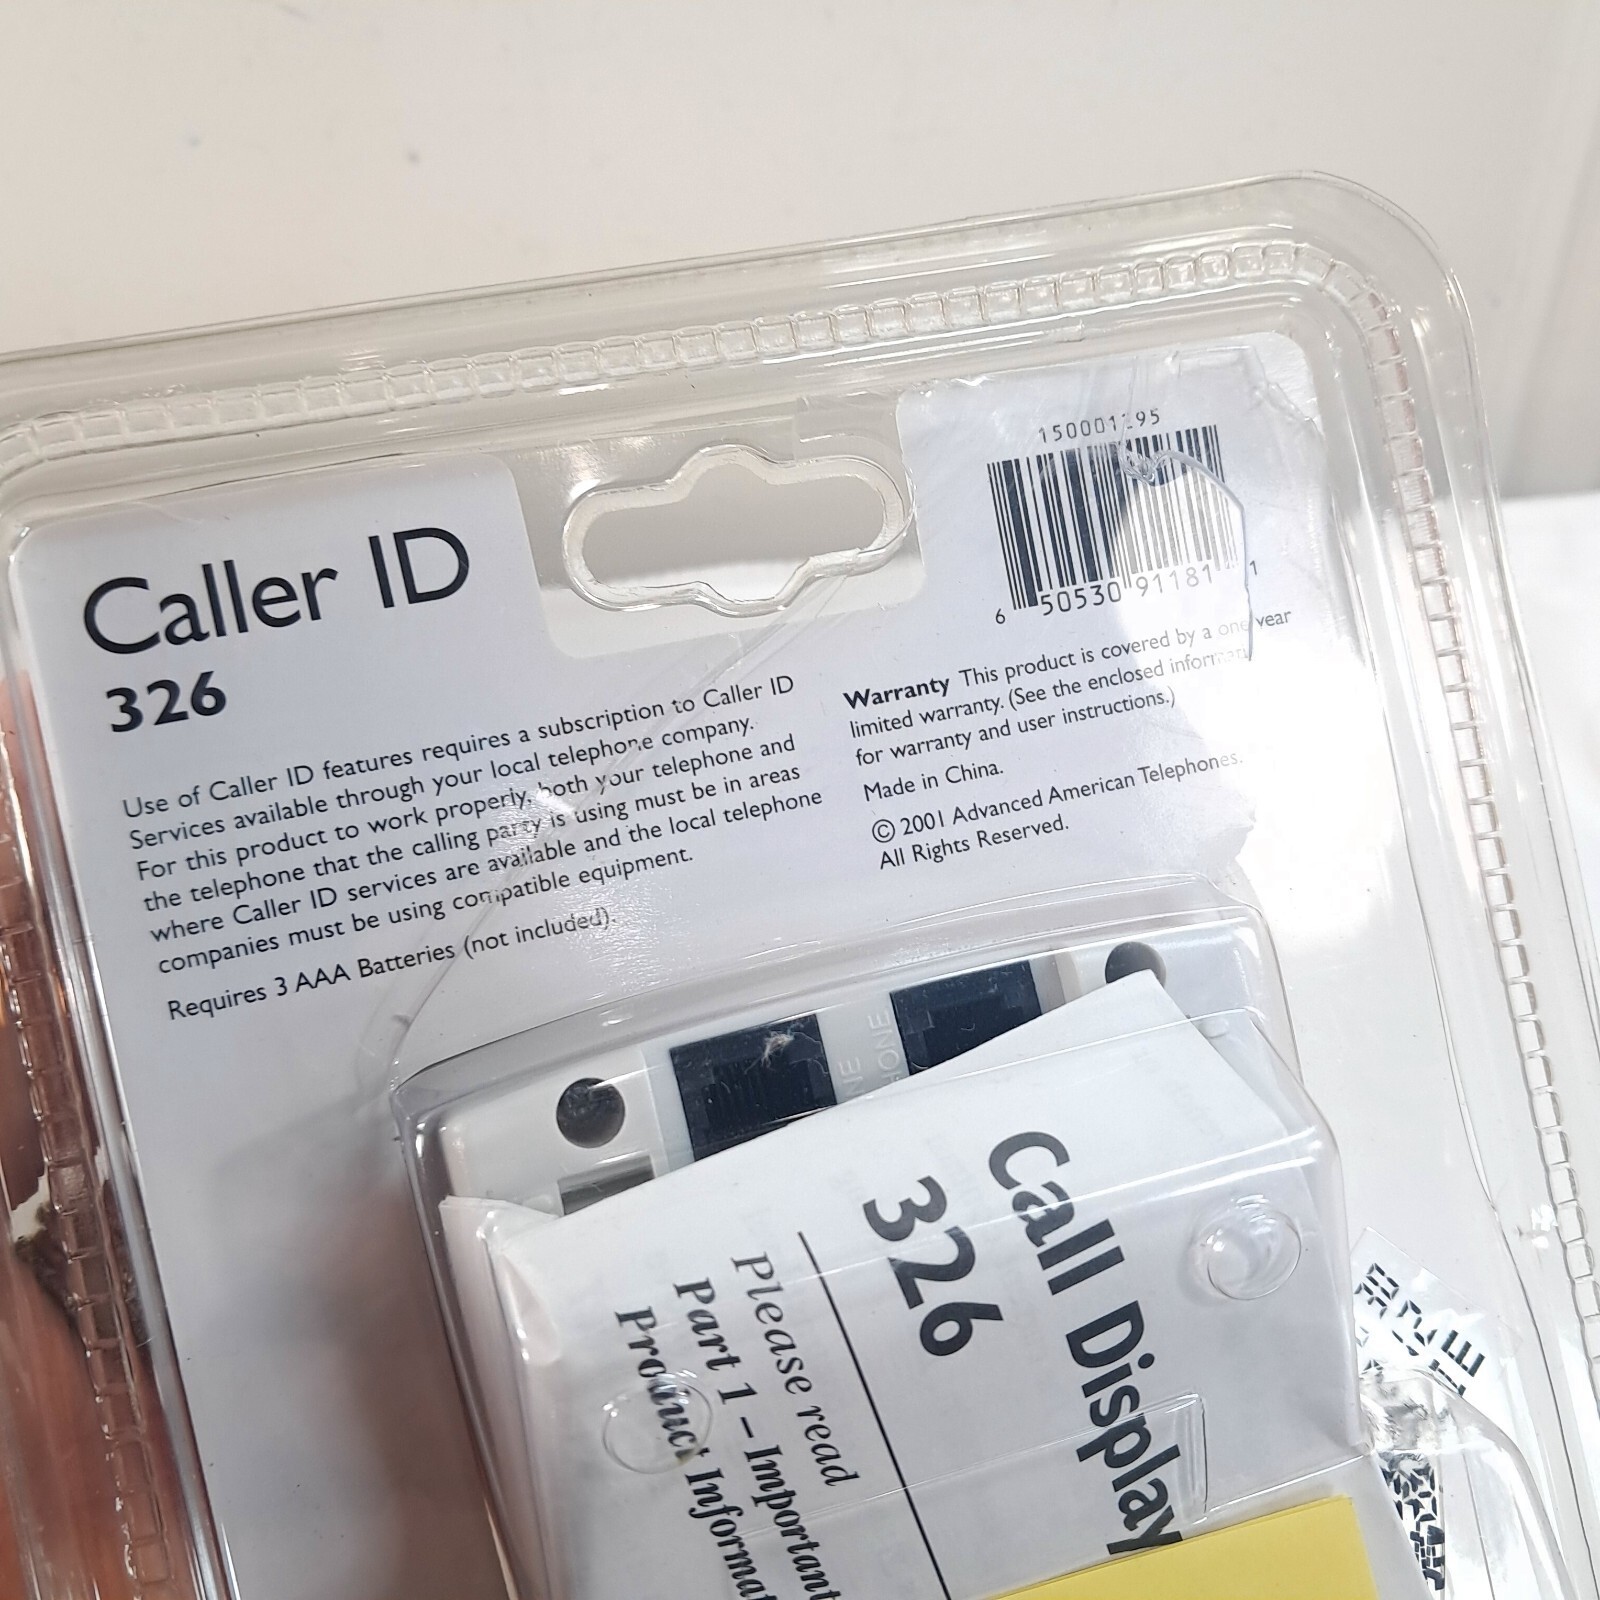 Caller ID
326
Use of Caller ID features requires a subscription to Caller ID
Services available through your local telephone company.
For this product to work properly, both your telephone and
the telephone that the calling party is using must be in areas
where Caller ID services are available and the local telephone
companies must be using compatible equipment.
Requires 3 AAA Batteries (not included).
6 50530 91181 1
Warranty This product is covered by a one year
limited warranty. (See the enclosed
for warranty and user instructions.)
Made in China.
© 2001 Advanced American Telephones.
All Rights Reserved.
Call Display
326
Please read
Part 1 – Important
Product